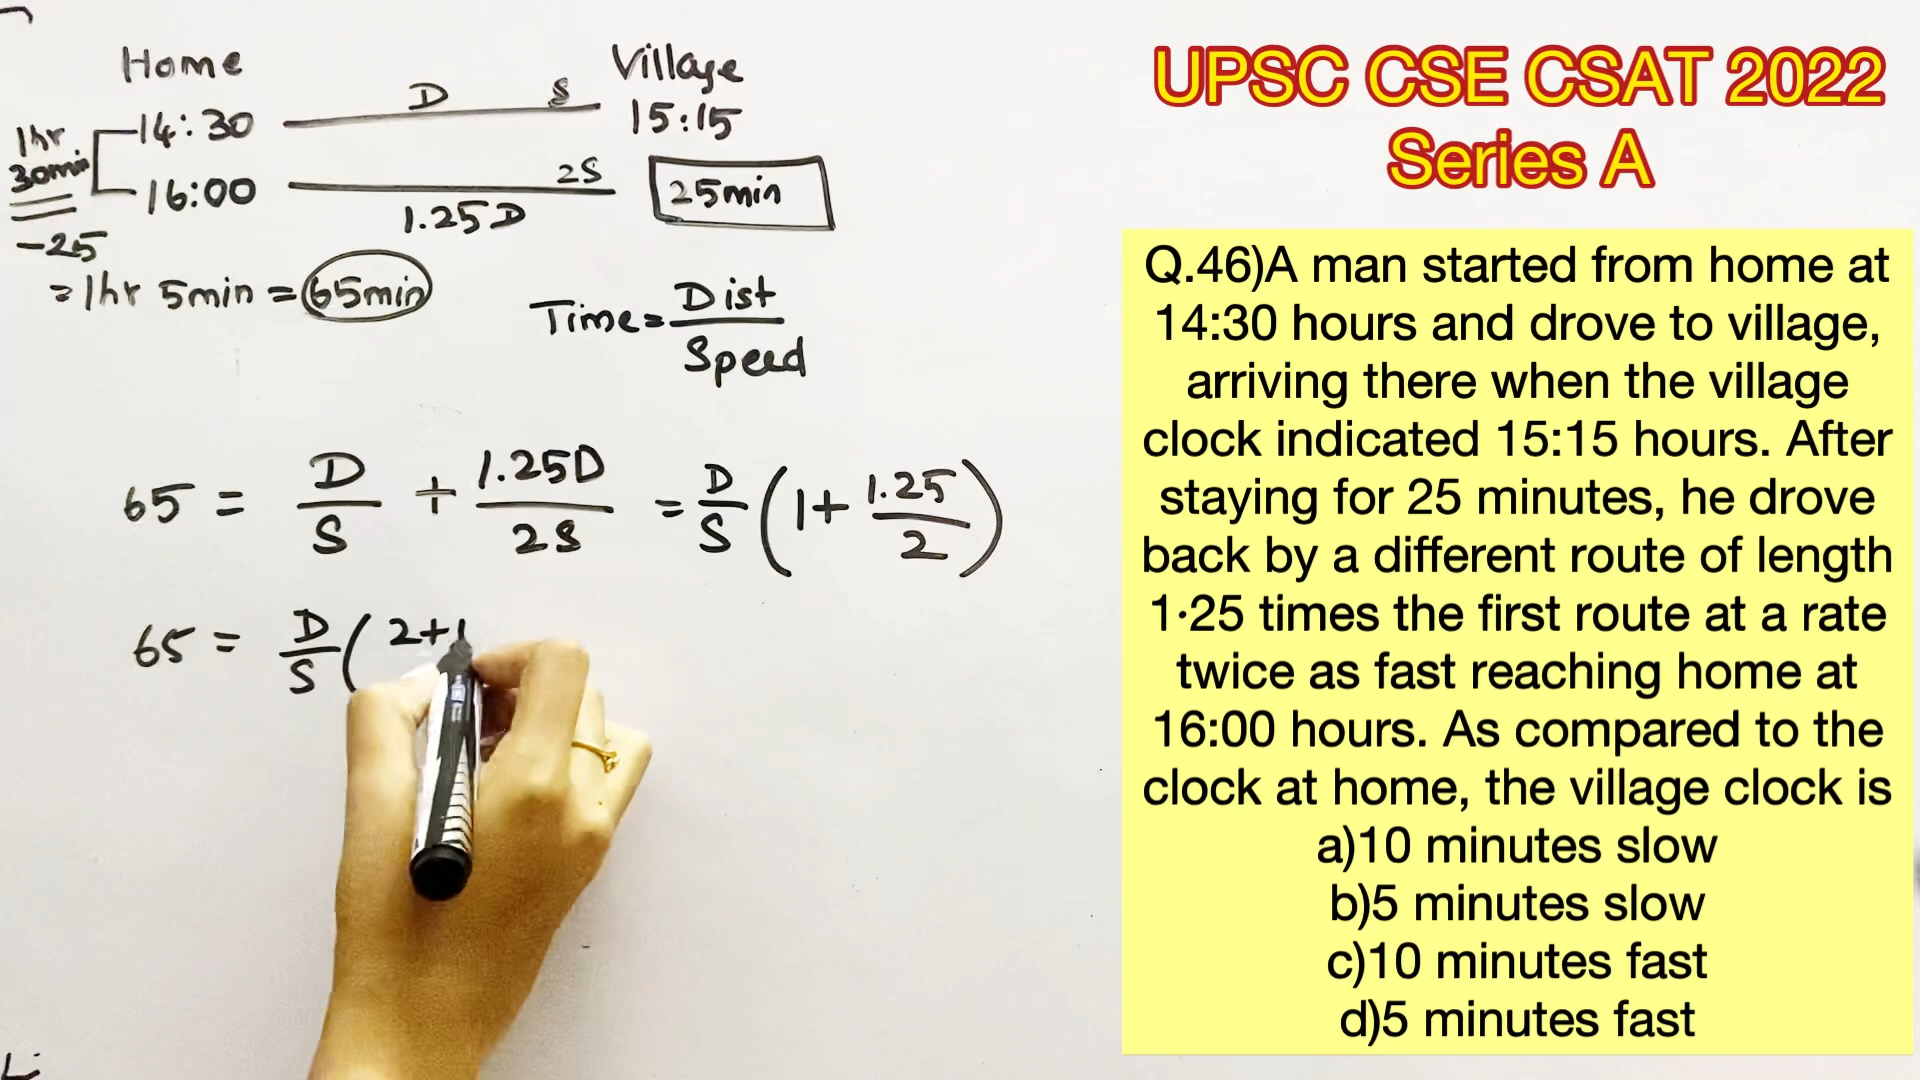 Home Village
14:30 D S 15:15
1hr
30min
16:00 2S 25min
1.25D
-25
= 1hr 5min = 65min
Time = Dist
Speed
65 = D/S + 1.25D/2S = D/S (1+ 1.25/2)
65 = D/S ( 2+1
UPSC CSE CSAT 2022
Series A
Q.46)A man started from home at
14:30 hours and drove to village,
arriving there when the village
clock indicated 15:15 hours. After
staying for 25 minutes, he drove
back by a different route of length
1·25 times the first route at a rate
twice as fast reaching home at
16:00 hours. As compared to the
clock at home, the village clock is
a)10 minutes slow
b)5 minutes slow
c)10 minutes fast
d)5 minutes fast